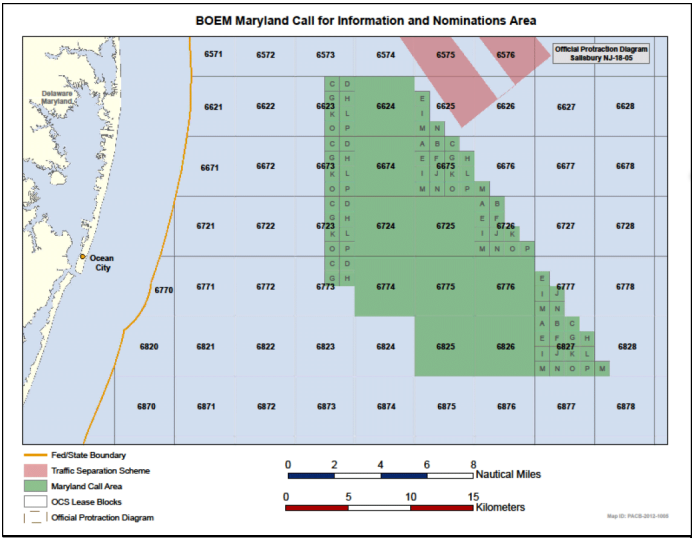 BOEM Maryland Call for Information and Nominations Area
Official Protraction Diagram
Salisbury NJ-18-05
6571 6572 6573 6574 6575 6576
C D
Delaware
Maryland
G H E
6621 6622 6623 6624 6625 6626 6627 6628
K L I
O P M N
C D A B C
G H E F G H
6671 6672 6673 6674 6675 6676 6677 6678
K L I J K L
O P M N O P M
C D A B
G H E F
6721 6722 6723 6724 6725 6726 6727 6728
K L I J K
O P M N O P
Ocean
City
C D
G H E
6770 6771 6772 6773 6774 6775 6776 6777 6778
I J
M N
A B C
E F G H
6820 6821 6822 6823 6824 6825 6826 6827 6828
I J K L
M N O P M
6870 6871 6872 6873 6874 6875 6876 6877 6878
Fed/State Boundary
Traffic Separation Scheme
Maryland Call Area
OCS Lease Blocks
Official Protraction Diagram
0 2 4 6 8
Nautical Miles
0 5 10 15
Kilometers
Map ID: